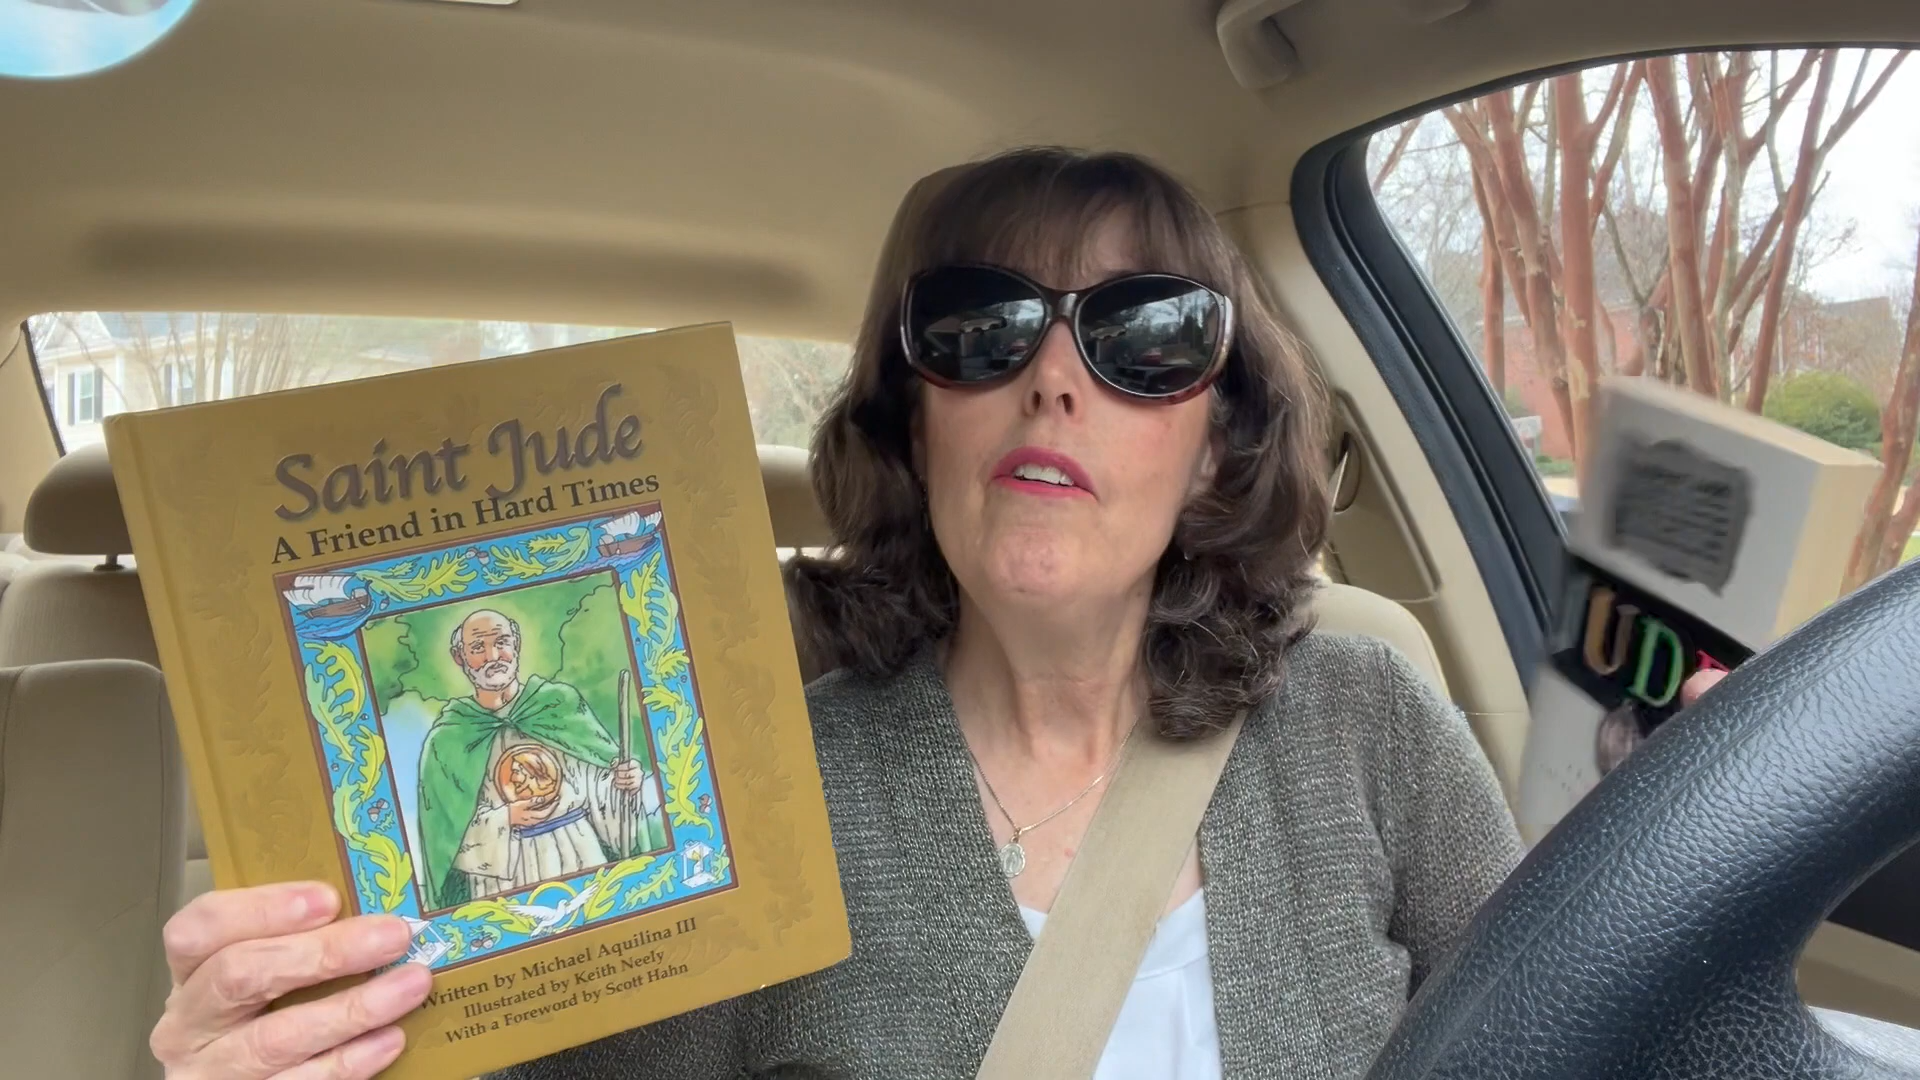 Saint Jude
A Friend in Hard Times
Written by Michael Aquilina III
Illustrated by Keith Neely
With a Foreword by Scott Hahn
UD